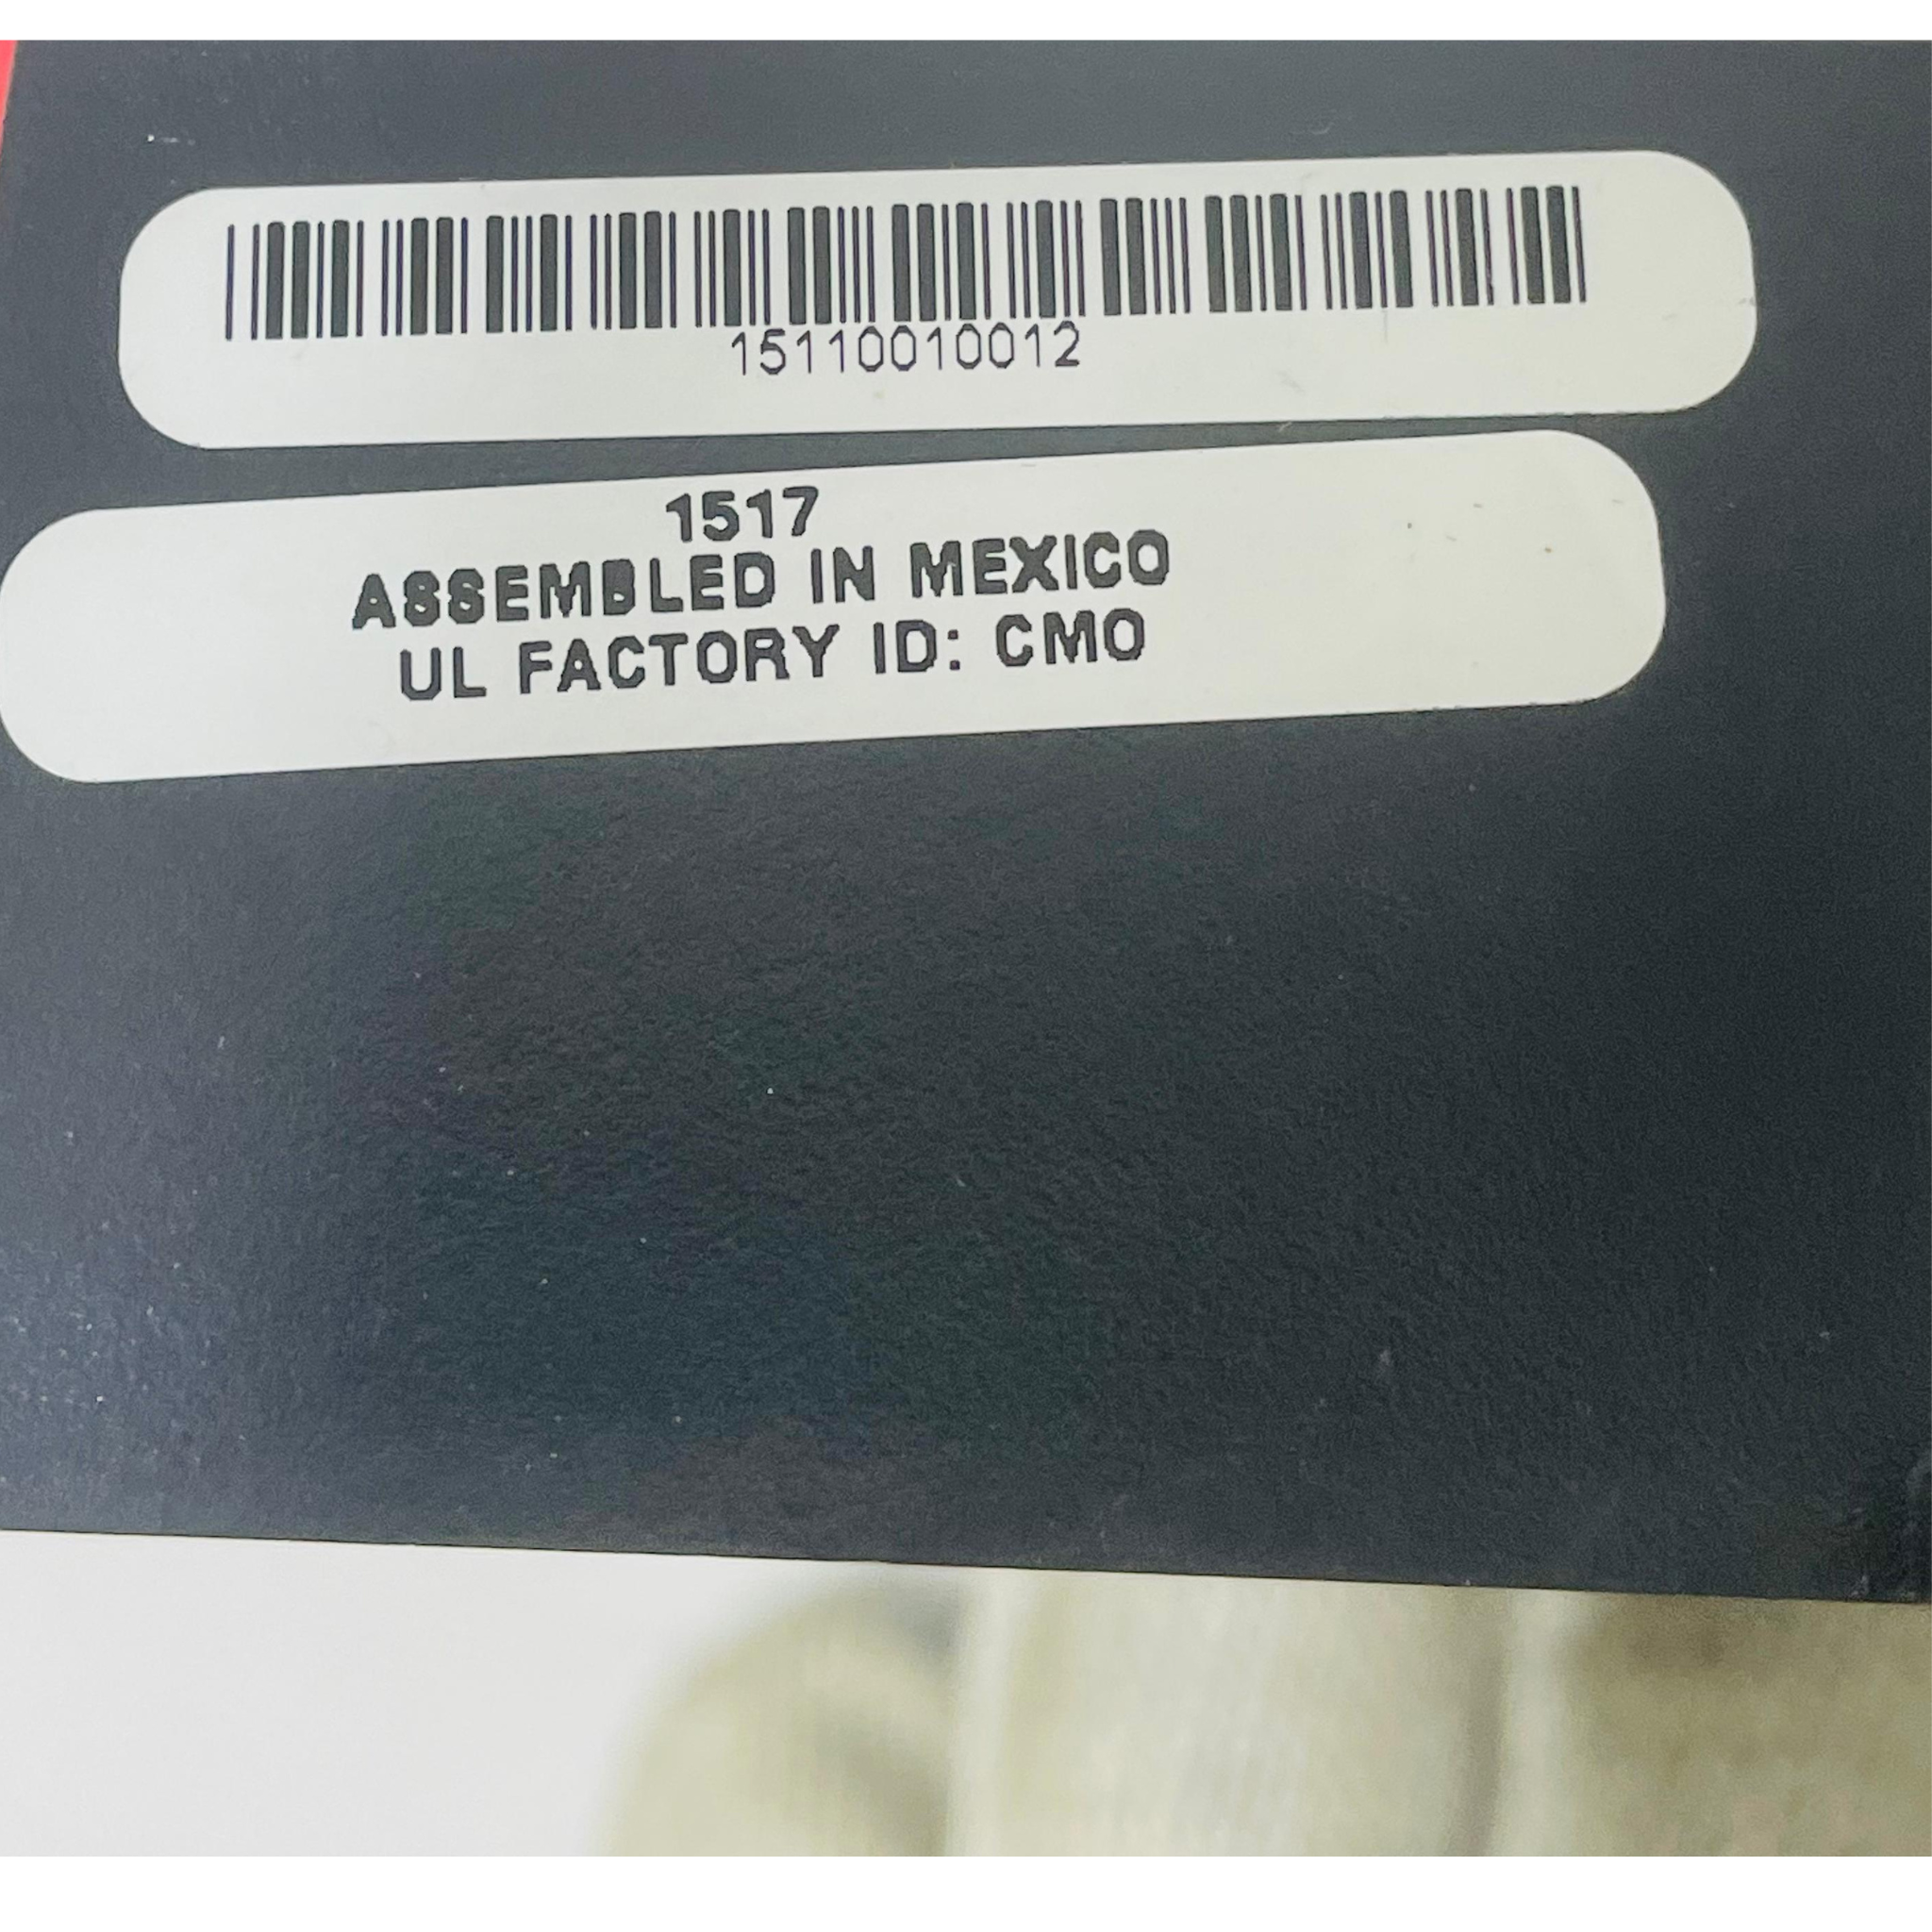 15110010012
1517
ASSEMBLED IN MEXICO
UL FACTORY ID: CMO